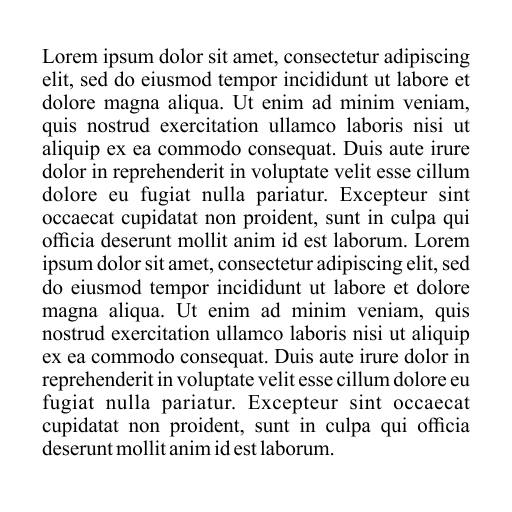 Lorem ipsum dolor sit amet, consectetur adipiscing
elit, sed do eiusmod tempor incididunt ut labore et
dolore magna aliqua. Ut enim ad minim veniam,
quis nostrud exercitation ullamco laboris nisi ut
aliquip ex ea commodo consequat. Duis aute irure
dolor in reprehenderit in voluptate velit esse cillum
dolore eu fugiat nulla pariatur. Excepteur sint
occaecat cupidatat non proident, sunt in culpa qui
officia deserunt mollit anim id est laborum. Lorem
ipsum dolor sit amet, consectetur adipiscing elit, sed
do eiusmod tempor incididunt ut labore et dolore
magna aliqua. Ut enim ad minim veniam, quis
nostrud exercitation ullamco laboris nisi ut aliquip
ex ea commodo consequat. Duis aute irure dolor in
reprehenderit in voluptate velit esse cillum dolore eu
fugiat nulla pariatur. Excepteur sint occaecat
cupidatat non proident, sunt in culpa qui officia
deserunt mollit anim id est laborum.